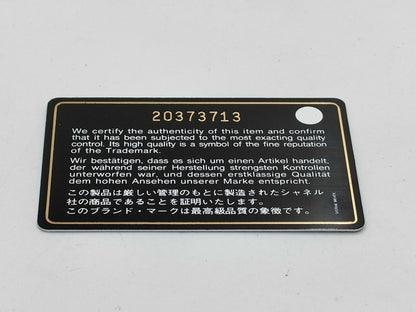 20373713
We certify the authenticity of this item and confirm
that it has been subjected to the most exacting quality
control. Its high quality is a symbol of the fine reputation
of the Trademark.
Wir bestätigen, dass es sich um einen Artikel handelt,
der während seiner Herstellung strengsten Kontrollen
unterworfen war, und dessen erstklassige Qualität
dem hohen Ansehen unserer Marke entspricht.
この製品は厳しい管理のもとに製造されたシャネル
社の商品であることを証明いたします。
このブランド・マークは最高級品質の象徴です。